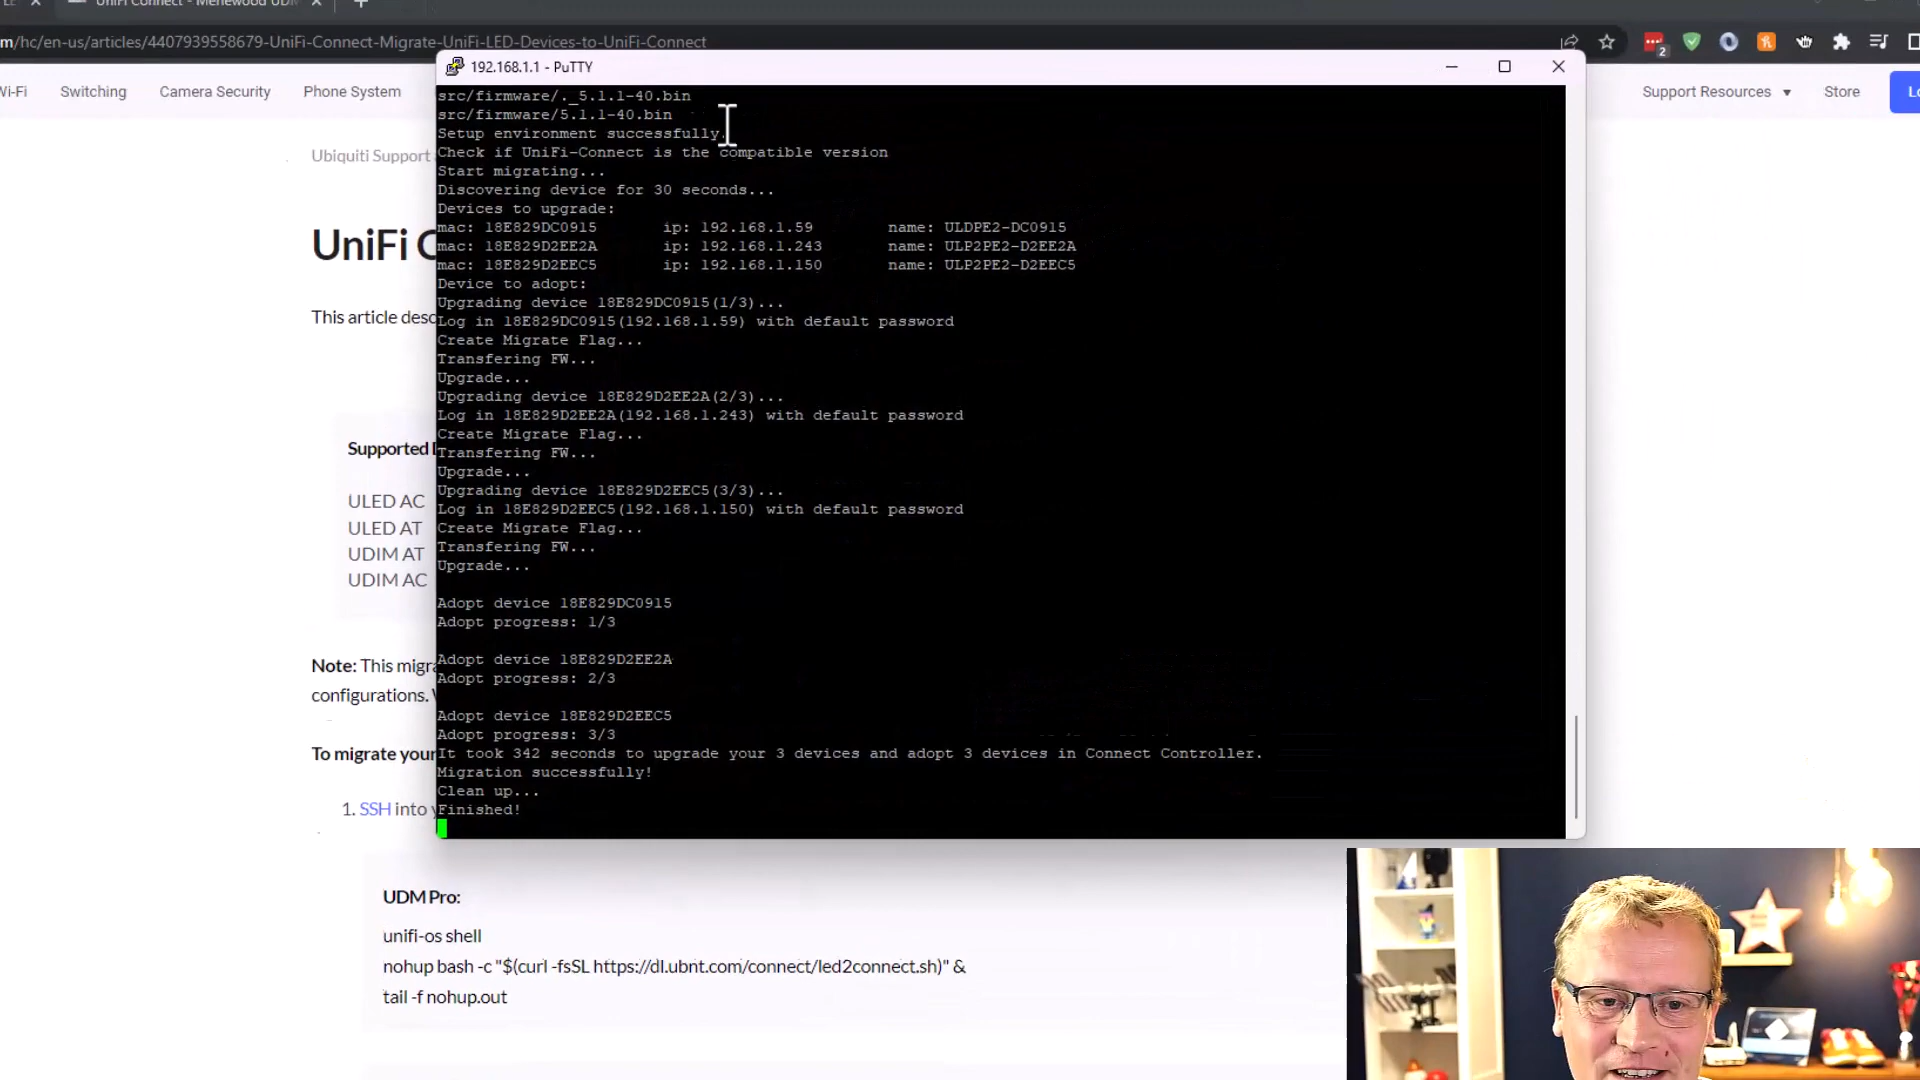 UniFi Connect - Merlewood UDM
m/hc/en-us/articles/4407939558679-UniFi-Connect-Migrate-UniFi-LED-Devices-to-UniFi-Connect
2
192.168.1.1 - PuTTY
Wi-Fi Switching Camera Security Phone System Support Resources Store
Ubiquiti Support
UniFi C
This article desc
Supported
ULED AC
ULED AT
UDIM AT
UDIM AC
Note: This migra
configurations.
To migrate your
1. SSH into y
src/firmware/._5.1.1-40.bin
src/firmware/5.1.1-40.bin
Setup environment successfully.
Check if UniFi-Connect is the compatible version
Start migrating...
Discovering device for 30 seconds...
Devices to upgrade:
mac: 18E829DC0915 ip: 192.168.1.59 name: ULDPE2-DC0915
mac: 18E829D2EE2A ip: 192.168.1.243 name: ULP2PE2-D2EE2A
mac: 18E829D2EEC5 ip: 192.168.1.150 name: ULP2PE2-D2EEC5
Device to adopt:
Upgrading device 18E829DC0915(1/3)...
Log in 18E829DC0915(192.168.1.59) with default password
Create Migrate Flag...
Transfering FW...
Upgrade...
Upgrading device 18E829D2EE2A(2/3)...
Log in 18E829D2EE2A(192.168.1.243) with default password
Create Migrate Flag...
Transfering FW...
Upgrade...
Upgrading device 18E829D2EEC5(3/3)...
Log in 18E829D2EEC5(192.168.1.150) with default password
Create Migrate Flag...
Transfering FW...
Upgrade...
Adopt device 18E829DC0915
Adopt progress: 1/3
Adopt device 18E829D2EE2A
Adopt progress: 2/3
Adopt device 18E829D2EEC5
Adopt progress: 3/3
It took 342 seconds to upgrade your 3 devices and adopt 3 devices in Connect Controller.
Migration successfully!
Clean up...
Finished!
UDM Pro:
unifi-os shell
nohup bash -c "$(curl -fsSL https://dl.ubnt.com/connect/led2connect.sh)" &
tail -f nohup.out